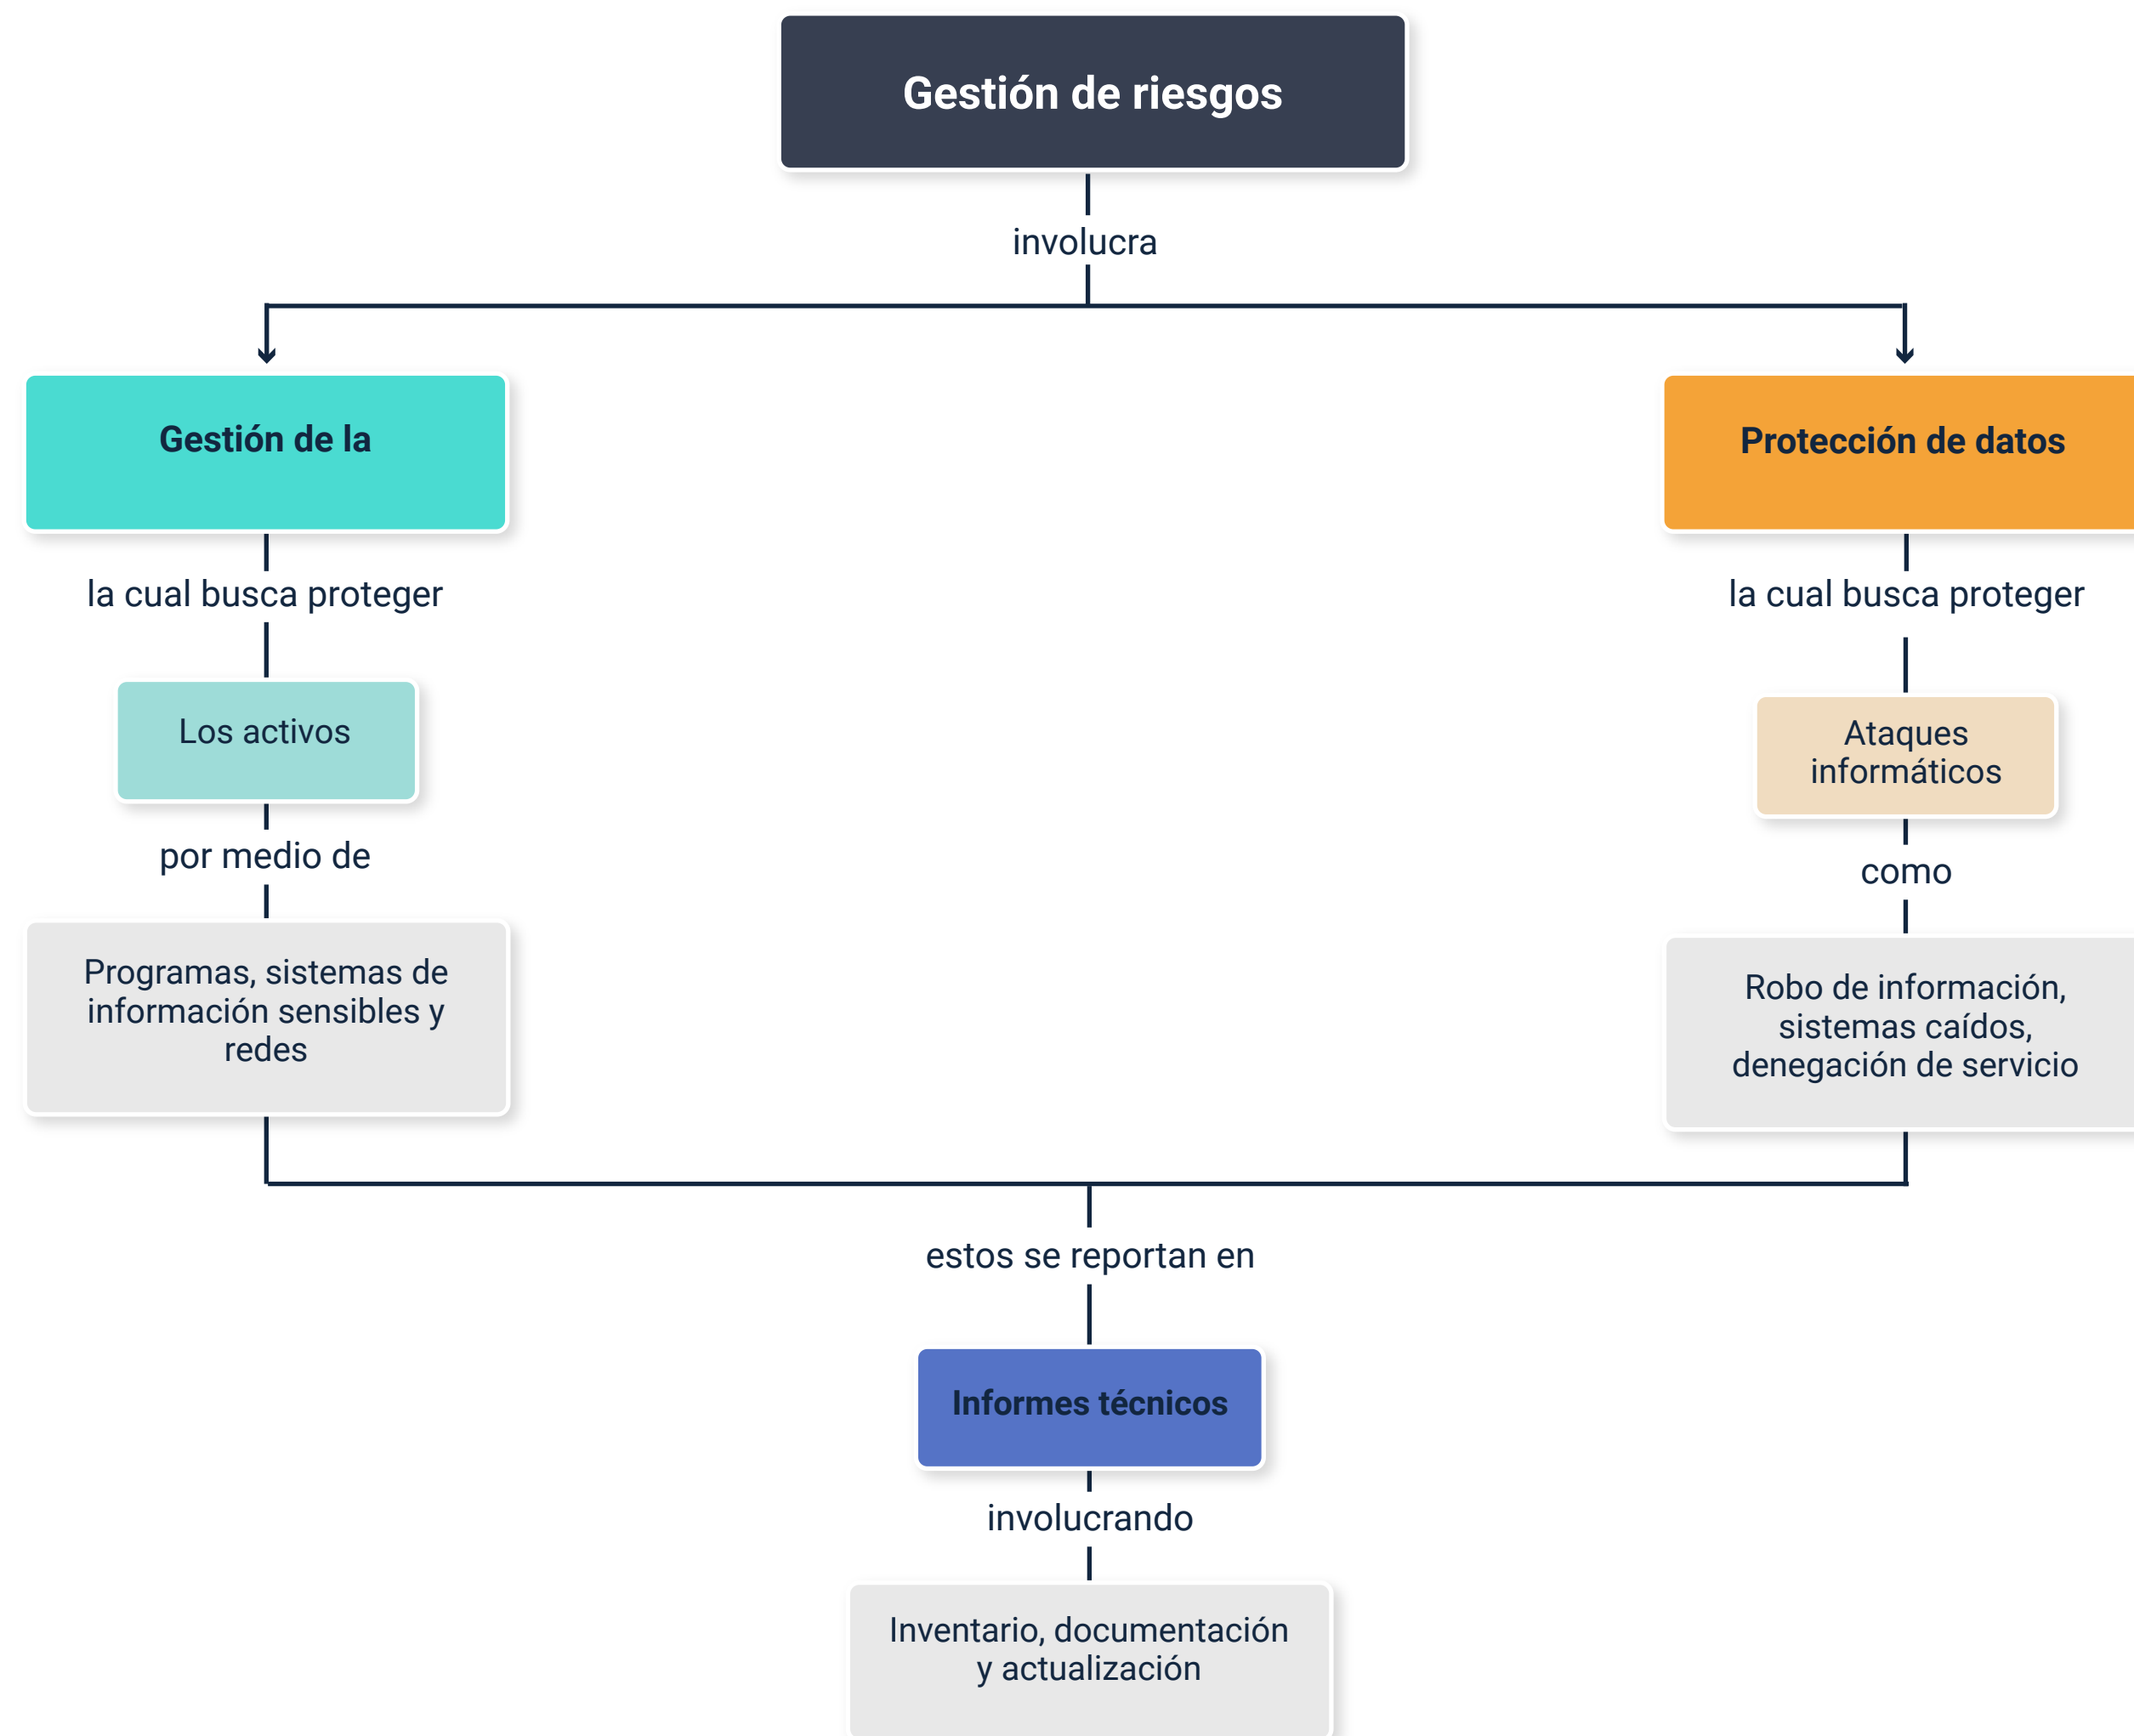 Gestión de riesgos
involucra
Gestión de la
Protección de datos
la cual busca proteger
la cual busca proteger
Los activos
Ataques
informáticos
por medio de
como
Programas, sistemas de
información sensibles y
redes
Robo de información,
sistemas caídos,
denegación de servicio
estos se reportan en
Informes técnicos
involucrando
Inventario, documentación
y actualización